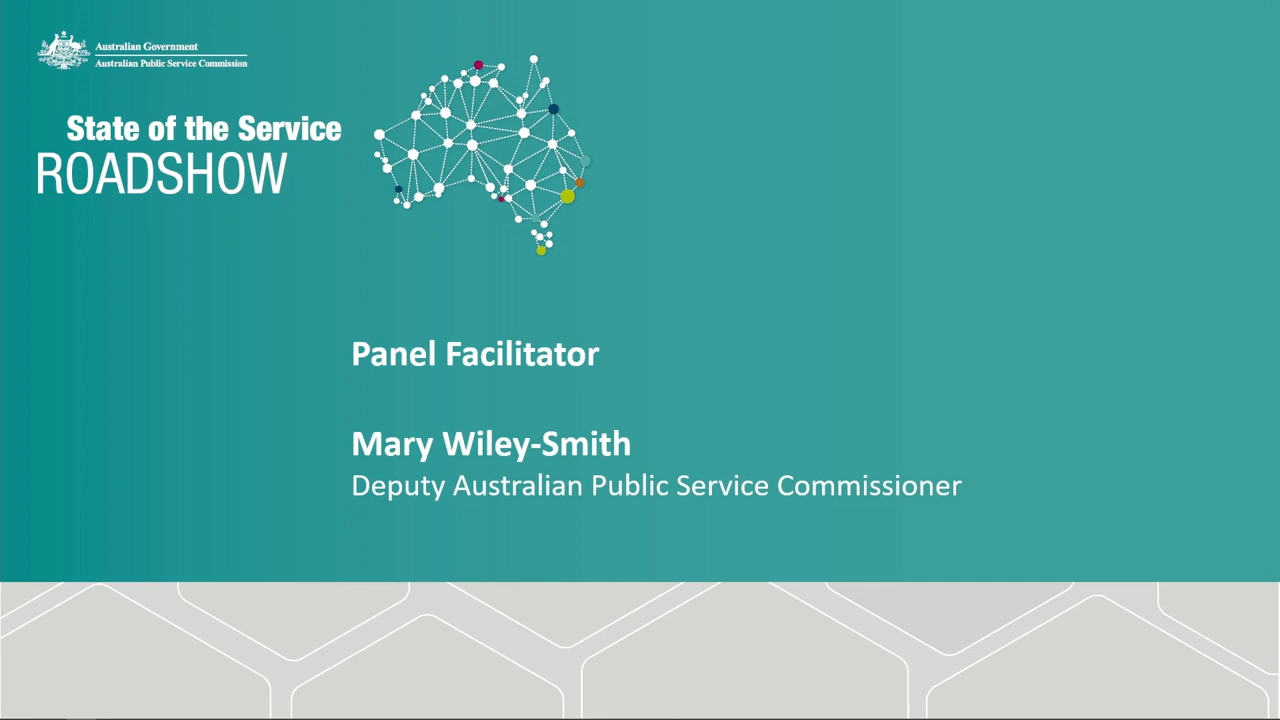 Australian Government
Australian Public Service Commission
State of the Service
ROADSHOW
Panel Facilitator
Mary Wiley-Smith
Deputy Australian Public Service Commissioner